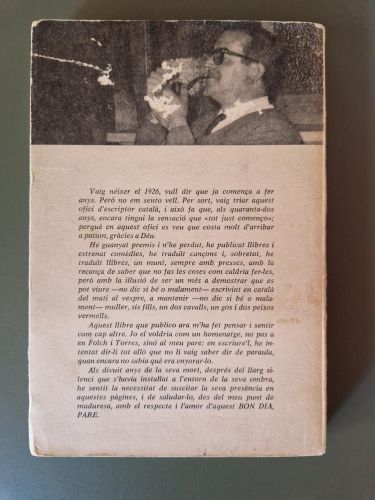 Vaig néixer el 1926, vull dir que ja comença a fer
anys. Però no em sento vell. Per sort, vaig triar aquest
ofici d'escriptor català, i això fa que, als quaranta-dos
anys, encara tingui la sensació que «tot just començo»;
perquè en aquest ofici es veu que costa molt d'arribar
a patum, gràcies a Déu.
He guanyat premis i n'he perdut, he publicat llibres i
estrenat comèdies, he traduït cançons i, sobretot, he
traduït llibres, un munt, sempre amb presses, amb la
recança de saber que no fas les coses com caldria fer-les,
però amb la il·lusió de ser un més a demostrar que es
pot viure —no dic si bé o malament— escrivint en català
del matí al vespre, a mantenir —no dic si bé o mala-
ment— muller, sis fills, un dos cavalls, un gos i dos peixos
vermells.
Aquest llibre que publico ara m'ha fet pensar i sentir
com cap altre. Jo el voldria com un homenatge, no pas a
en Folch i Torres, sinó al meu pare: en escriure'l, he in-
tentat dir-li tot allò que no li vaig saber dir de paraula,
quan encara no sabia què era enyorar-lo.
Als divuit anys de la seva mort, després del llarg si-
lenci que s'havia instal·lat a l'entorn de la seva ombra,
he sentit la necessitat de suscitar la seva presència en
aquestes pàgines, i de saludar-lo, des del meu punt de
maduresa, amb el respecte i l'amor d'aquest BON DIA,
PARE.